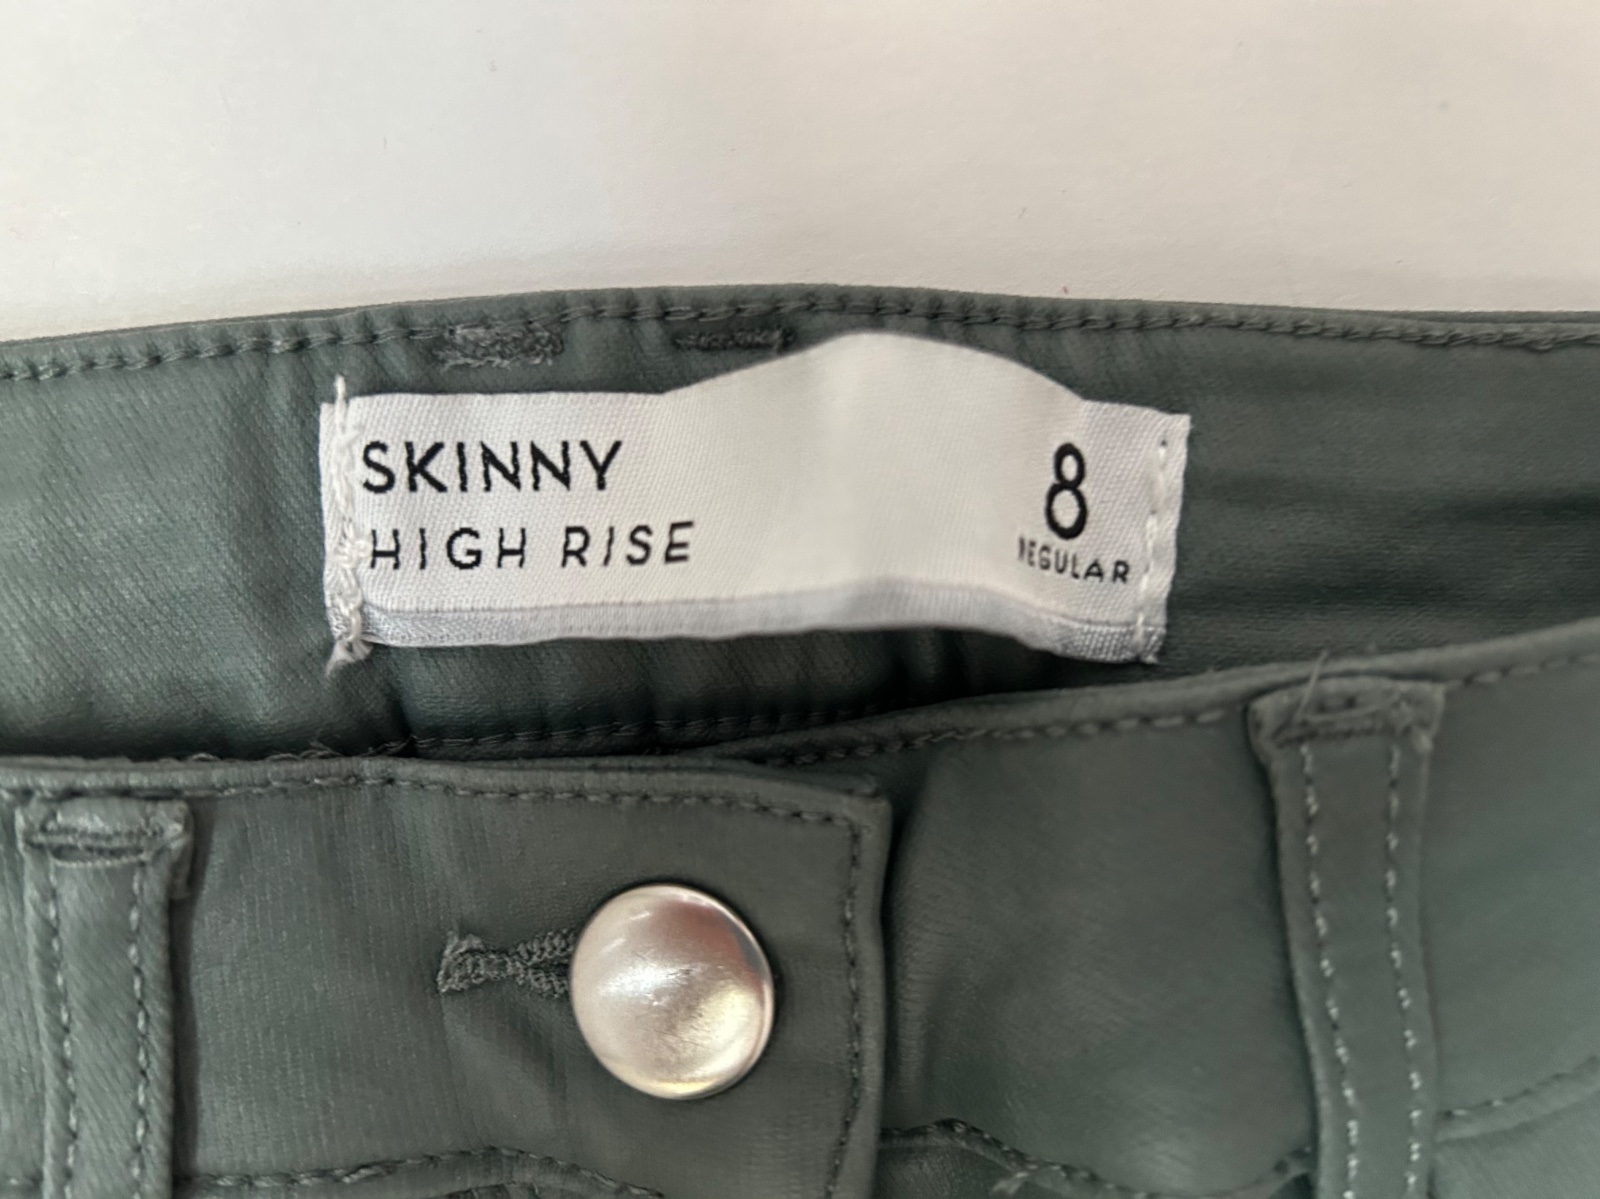 SKINNY
HIGH RISE
8
REGULAR